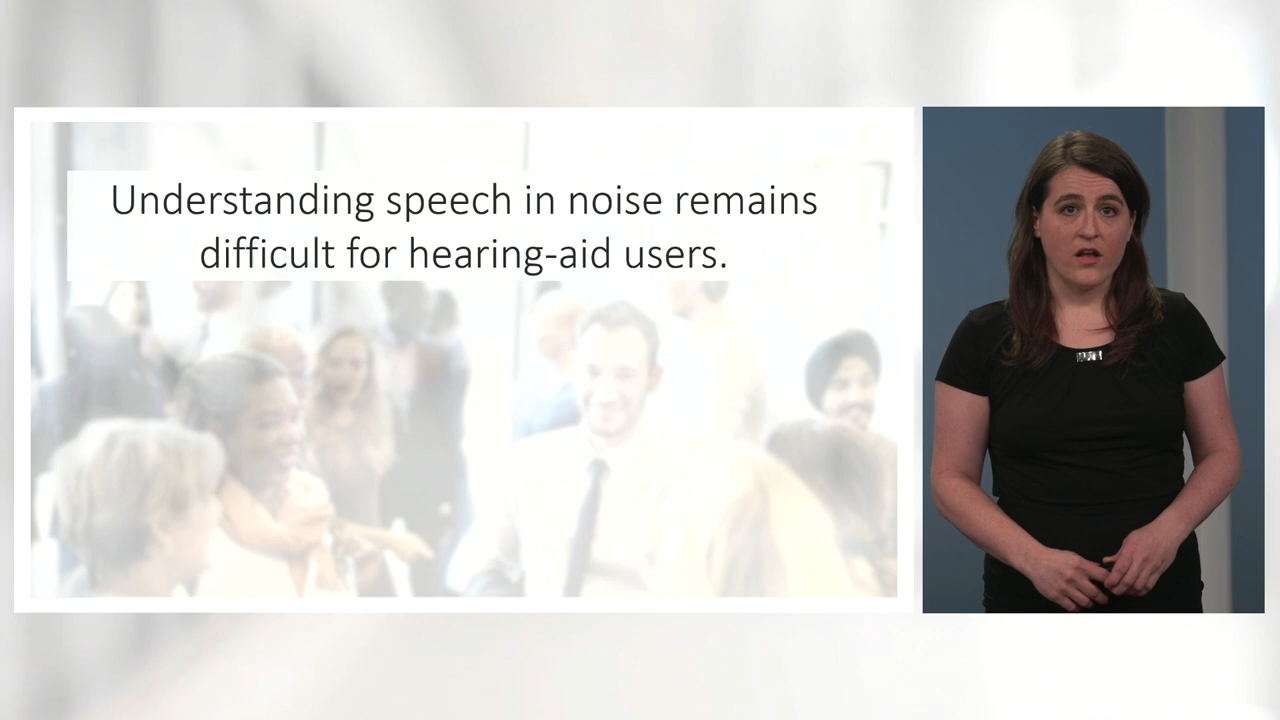 Understanding speech in noise remains
difficult for hearing-aid users.